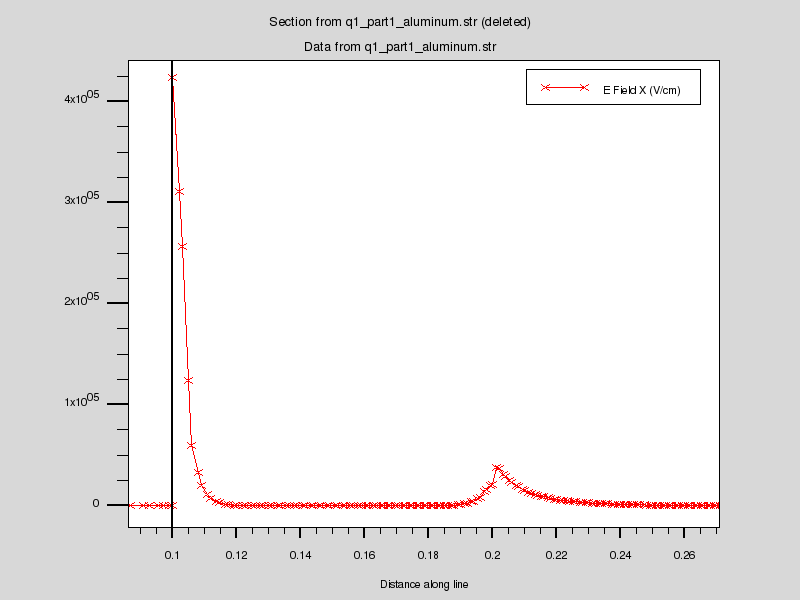 Section from q1_part1_aluminum.str (deleted)
Data from q1_part1_aluminum.str
E Field X (V/cm)
4x10^05
3x10^05
2x10^05
1x10^05
0
0.1 0.12 0.14 0.16 0.18 0.2 0.22 0.24 0.26
Distance along line